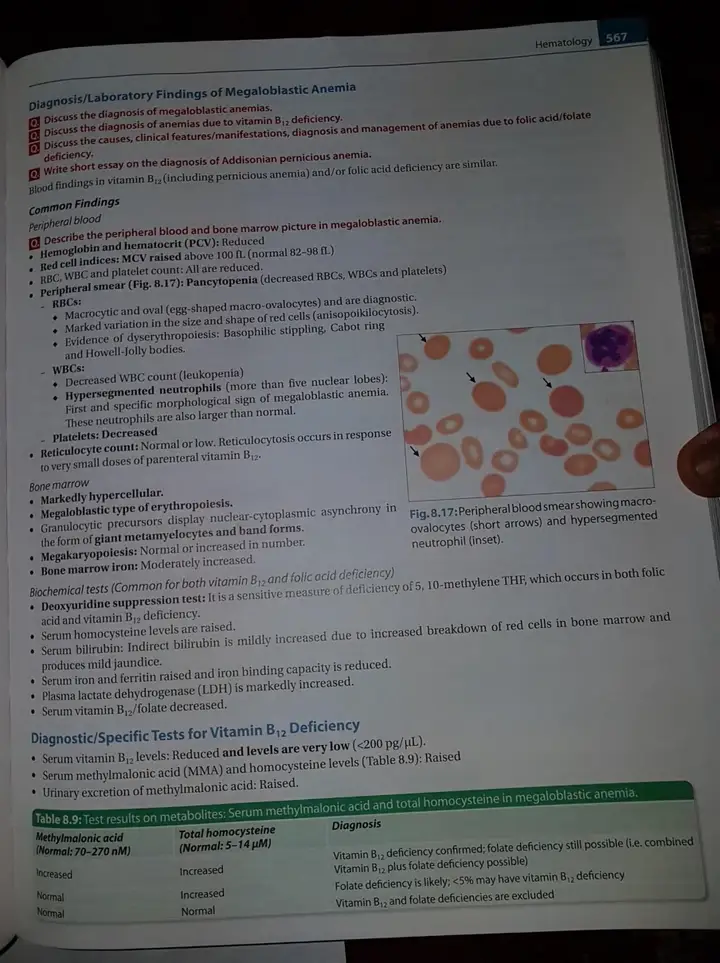 Hematology 567
Diagnosis/Laboratory Findings of Megaloblastic Anemia
Q. Discuss the diagnosis of megaloblastic anemias.
Q. Discuss the diagnosis of anemias due to vitamin B12 deficiency.
Q. Discuss the causes, clinical features/manifestations, diagnosis and management of anemias due to folic acid/folate
deficiency.
Q. Write short essay on the diagnosis of Addisonian pernicious anemia.
Blood findings in vitamin B12 (including pernicious anemia) and/or folic acid deficiency are similar.
Common Findings
Peripheral blood
Q. Describe the peripheral blood and bone marrow picture in megaloblastic anemia.
• Hemoglobin and hematocrit (PCV): Reduced
• Red cell indices: MCV raised above 100 fL (normal 82–98 fL)
• RBC, WBC and platelet count: All are reduced.
• Peripheral smear (Fig. 8.17): Pancytopenia (decreased RBCs, WBCs and platelets)
– RBCs:
♦ Macrocytic and oval (egg-shaped macro-ovalocytes) and are diagnostic.
♦ Marked variation in the size and shape of red cells (anisopoikilocytosis).
♦ Evidence of dyserythropoiesis: Basophilic stippling, Cabot ring
and Howell-Jolly bodies.
– WBCs:
♦ Decreased WBC count (leukopenia)
♦ Hypersegmented neutrophils (more than five nuclear lobes):
First and specific morphological sign of megaloblastic anemia.
These neutrophils are also larger than normal.
– Platelets: Decreased
• Reticulocyte count: Normal or low. Reticulocytosis occurs in response
to very small doses of parenteral vitamin B12.
Bone marrow
• Markedly hypercellular.
• Megaloblastic type of erythropoiesis.
• Granulocytic precursors display nuclear-cytoplasmic asynchrony in
the form of giant metamyelocytes and band forms.
• Megakaryopoiesis: Normal or increased in number.
• Bone marrow iron: Moderately increased.
Fig. 8.17: Peripheral blood smear showing macro-
ovalocytes (short arrows) and hypersegmented
neutrophil (inset).
Biochemical tests (Common for both vitamin B12 and folic acid deficiency)
• Deoxyuridine suppression test: It is a sensitive measure of deficiency of 5, 10-methylene THF, which occurs in both folic
acid and vitamin B12 deficiency.
• Serum homocysteine levels are raised.
• Serum bilirubin: Indirect bilirubin is mildly increased due to increased breakdown of red cells in bone marrow and
produces mild jaundice.
• Serum iron and ferritin raised and iron binding capacity is reduced.
• Plasma lactate dehydrogenase (LDH) is markedly increased.
• Serum vitamin B12/folate decreased.
Diagnostic/Specific Tests for Vitamin B12 Deficiency
• Serum vitamin B12 levels: Reduced and levels are very low (<200 pg/µL).
• Serum methylmalonic acid (MMA) and homocysteine levels (Table 8.9): Raised
• Urinary excretion of methylmalonic acid: Raised.
Table 8.9: Test results on metabolites: Serum methylmalonic acid and total homocysteine in megaloblastic anemia.
Methylmalonic acid Total homocysteine Diagnosis
(Normal: 70–270 nM) (Normal: 5–14 µM)
Increased Increased Vitamin B12 deficiency confirmed; folate deficiency still possible (i.e. combined
Vitamin B12 plus folate deficiency possible)
Normal Increased Folate deficiency is likely; <5% may have vitamin B12 deficiency
Normal Normal Vitamin B12 and folate deficiencies are excluded